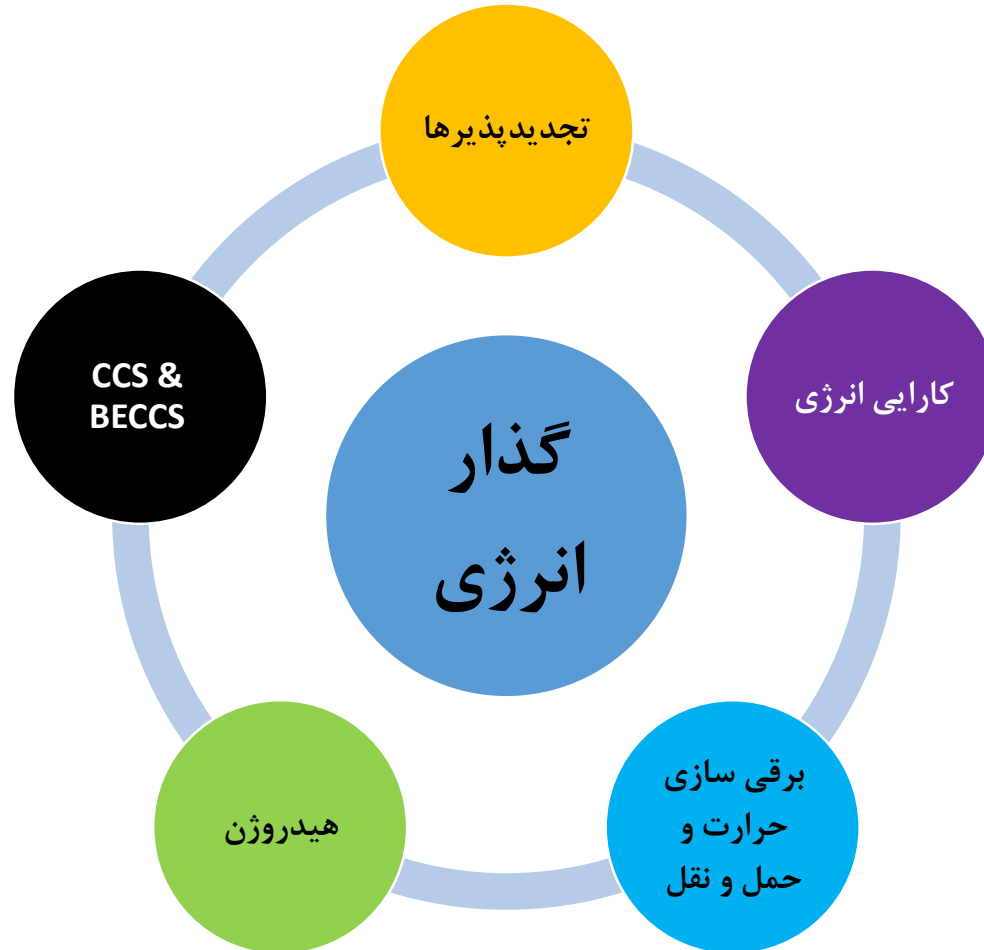 تجدیدپذیرها
کارایی انرژی
برقی سازی
حرارت و
حمل و نقل
هیدروژن
CCS &
BECCS
گذار
انرژی